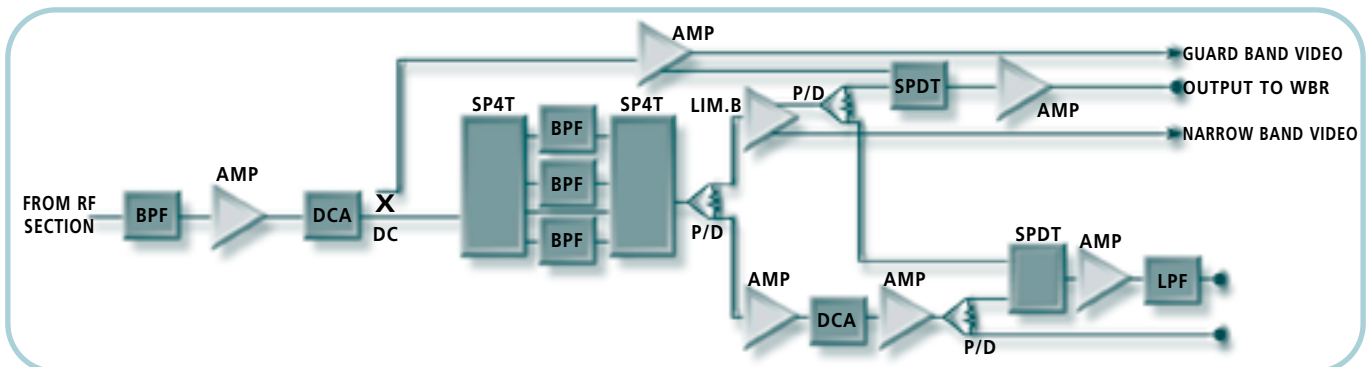 AMP
GUARD BAND VIDEO
SPDT
OUTPUT TO WBR
AMP
P/D
LIM.B
NARROW BAND VIDEO
SP4T
SP4T
BPF
BPF
BPF
AMP
FROM RF
SECTION
BPF
DCA
X
DC
P/D
SPDT
AMP
LPF
AMP
DCA
AMP
P/D